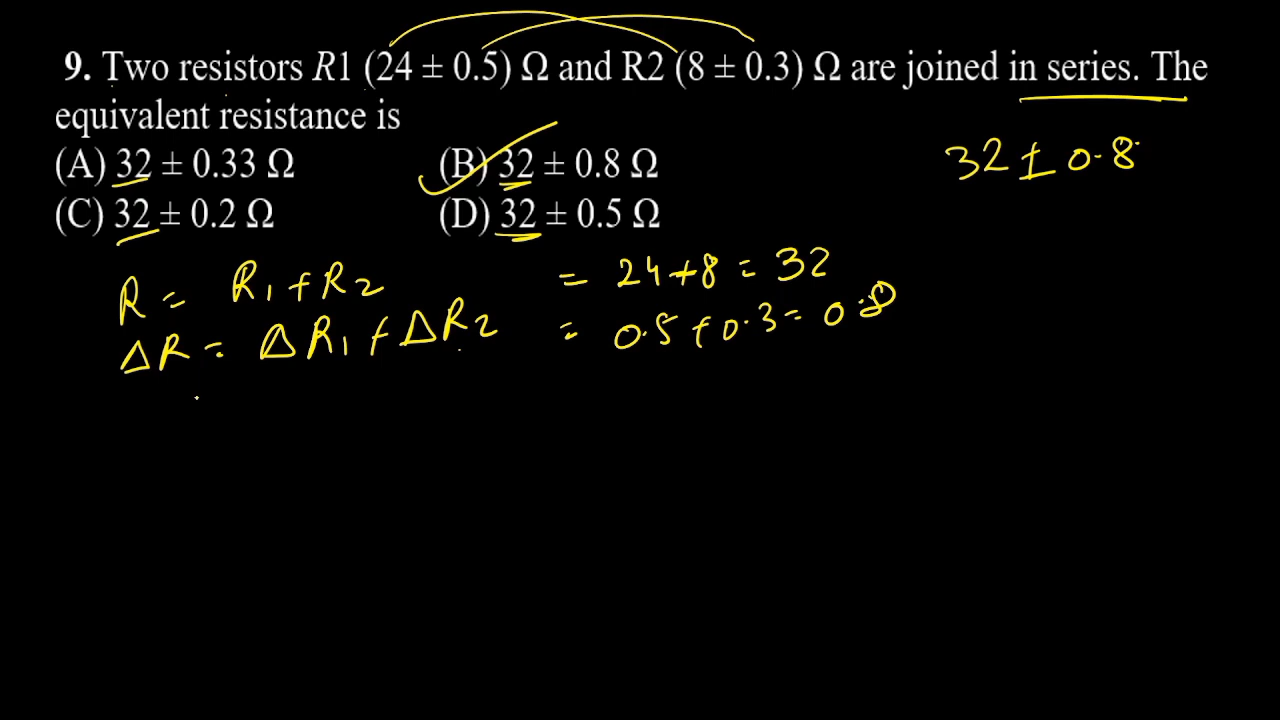 9. Two resistors R1 (24 ± 0.5) Ω and R2 (8 ± 0.3) Ω are joined in series. The
equivalent resistance is
(A) 32 ± 0.33 Ω (B) 32 ± 0.8 Ω
(C) 32 ± 0.2 Ω (D) 32 ± 0.5 Ω
32 ± 0.8
R = R1 + R2 = 24 + 8 = 32
ΔR = ΔR1 + ΔR2 = 0.5 + 0.3 = 0.8